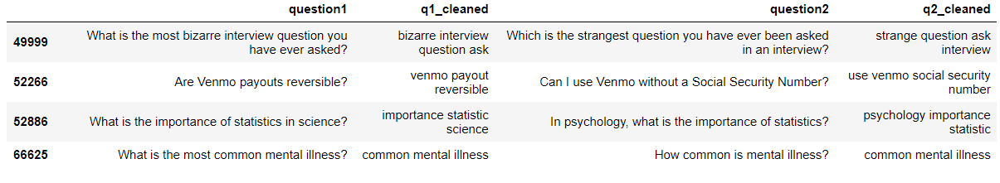 question1 q1_cleaned question2 q2_cleaned
49999 What is the most bizarre interview question you have ever asked? bizarre interview question ask Which is the strangest question you have ever been asked in an interview? strange question ask interview
52266 Are Venmo payouts reversible? venmo payout reversible Can I use Venmo without a Social Security Number? use venmo social security number
52886 What is the importance of statistics in science? importance statistic science In psychology, what is the importance of statistics? psychology importance statistic
66625 What is the most common mental illness? common mental illness How common is mental illness? common mental illness